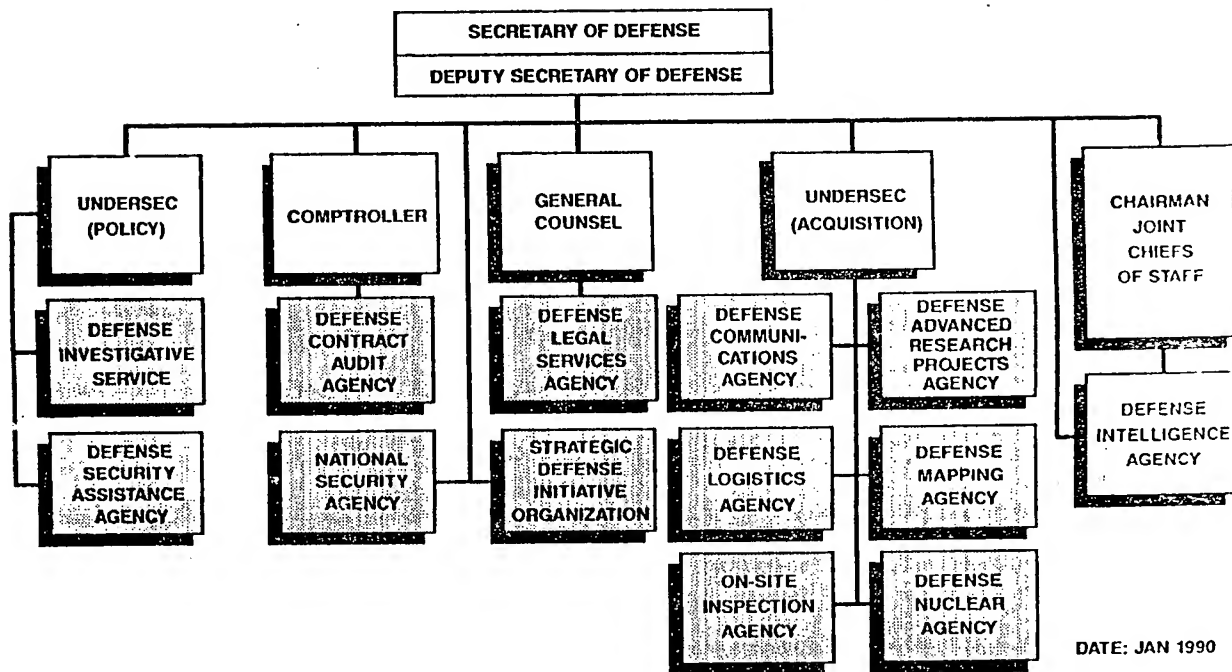 SECRETARY OF DEFENSE
DEPUTY SECRETARY OF DEFENSE
UNDERSEC
(POLICY)
COMPTROLLER
GENERAL
COUNSEL
UNDERSEC
(ACQUISITION)
CHAIRMAN
JOINT
CHIEFS
OF STAFF
DEFENSE
INVESTIGATIVE
SERVICE
DEFENSE
CONTRACT
AUDIT
AGENCY
DEFENSE
LEGAL
SERVICES
AGENCY
DEFENSE
COMMUNI-
CATIONS
AGENCY
DEFENSE
ADVANCED
RESEARCH
PROJECTS
AGENCY
DEFENSE
INTELLIGENCE
AGENCY
DEFENSE
SECURITY
ASSISTANCE
AGENCY
NATIONAL
SECURITY
AGENCY
STRATEGIC
DEFENSE
INITIATIVE
ORGANIZATION
DEFENSE
LOGISTICS
AGENCY
DEFENSE
MAPPING
AGENCY
ON-SITE
INSPECTION
AGENCY
DEFENSE
NUCLEAR
AGENCY
DATE: JAN 1990